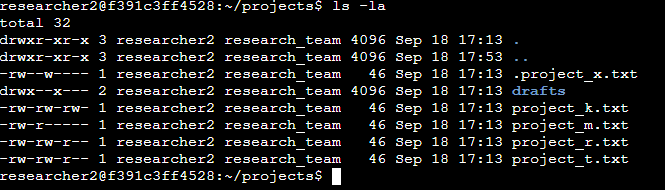 researcher2@f391c3ff4528:~/projects$ ls -la
total 32
drwxr-xr-x 3 researcher2 research_team 4096 Sep 18 17:13 .
drwxr-xr-x 3 researcher2 research_team 4096 Sep 18 17:53 ..
-rw--w---- 1 researcher2 research_team   46 Sep 18 17:13 .project_x.txt
drwx--x--- 2 researcher2 research_team 4096 Sep 18 17:13 drafts
-rw-rw-rw- 1 researcher2 research_team   46 Sep 18 17:13 project_k.txt
-rw-r----- 1 researcher2 research_team   46 Sep 18 17:13 project_m.txt
-rw-rw-r-- 1 researcher2 research_team   46 Sep 18 17:13 project_r.txt
-rw-rw-r-- 1 researcher2 research_team   46 Sep 18 17:13 project_t.txt
researcher2@f391c3ff4528:~/projects$